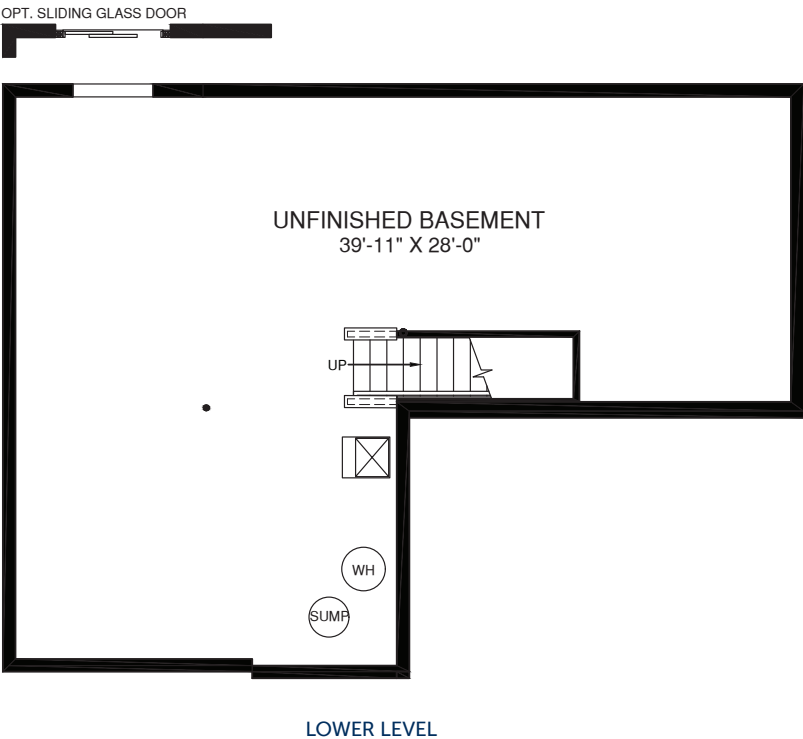 OPT. SLIDING GLASS DOOR
UNFINISHED BASEMENT
39'-11" X 28'-0"
UP
WH
SUMP
LOWER LEVEL